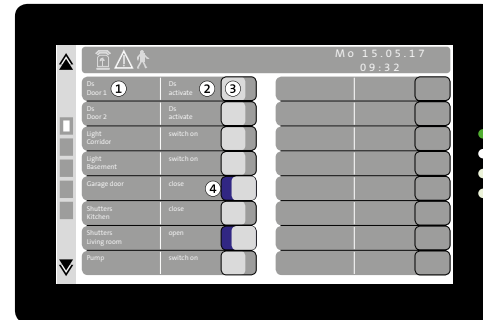 Mo 15.05.17
09:32
Ds
Door 1
1
Ds
activate
2
3
Ds
Door 2
Ds
activate
Light
Corridor
switch on
Light
Basement
switch on
Garage door
close
4
Shutters
Kitchen
close
Shutters
Living room
open
Pump
switch on